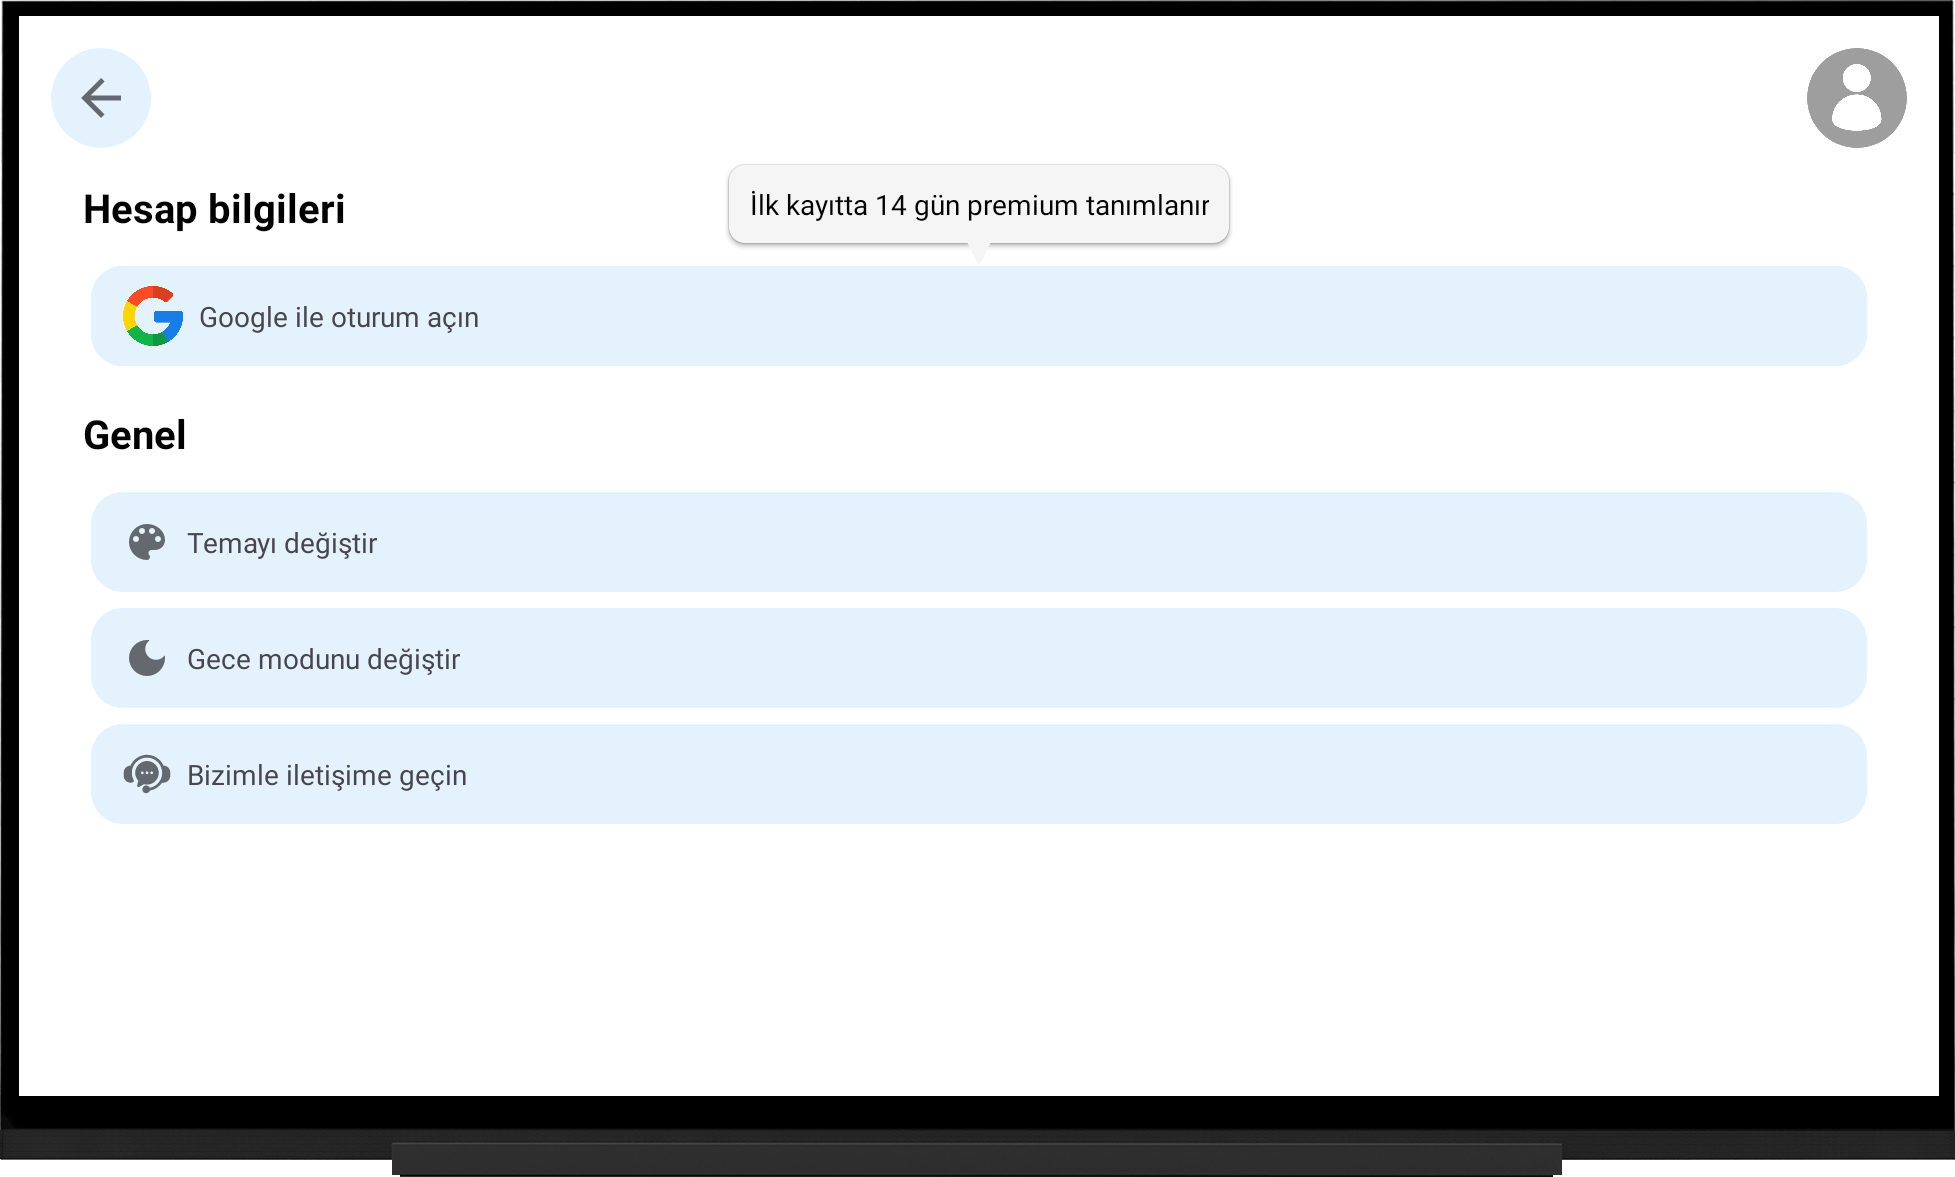 Hesap bilgileri
İlk kayıtta 14 gün premium tanımlanır
Google ile oturum açın
Genel
Temayı değiştir
Gece modunu değiştir
Bizimle iletişime geçin